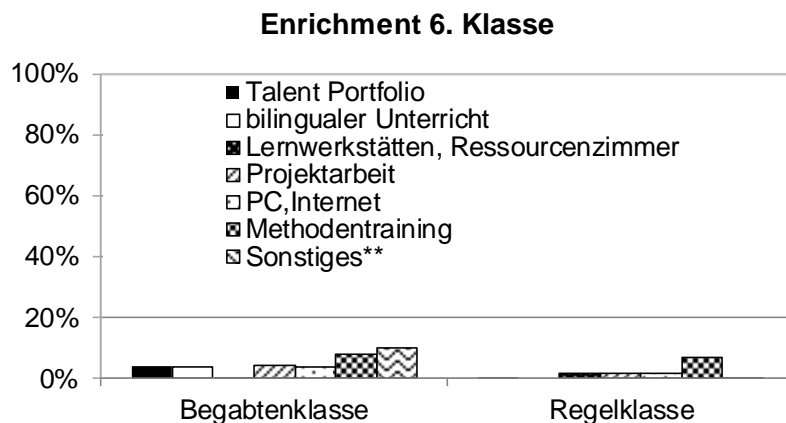 Enrichment 6. Klasse
100%
80%
60%
40%
20%
0%
Talent Portfolio
bilingualer Unterricht
Lernwerkstätten, Ressourcenzimmer
Projektarbeit
PC,Internet
Methodentraining
Sonstiges**
Begabtenklasse
Regelklasse